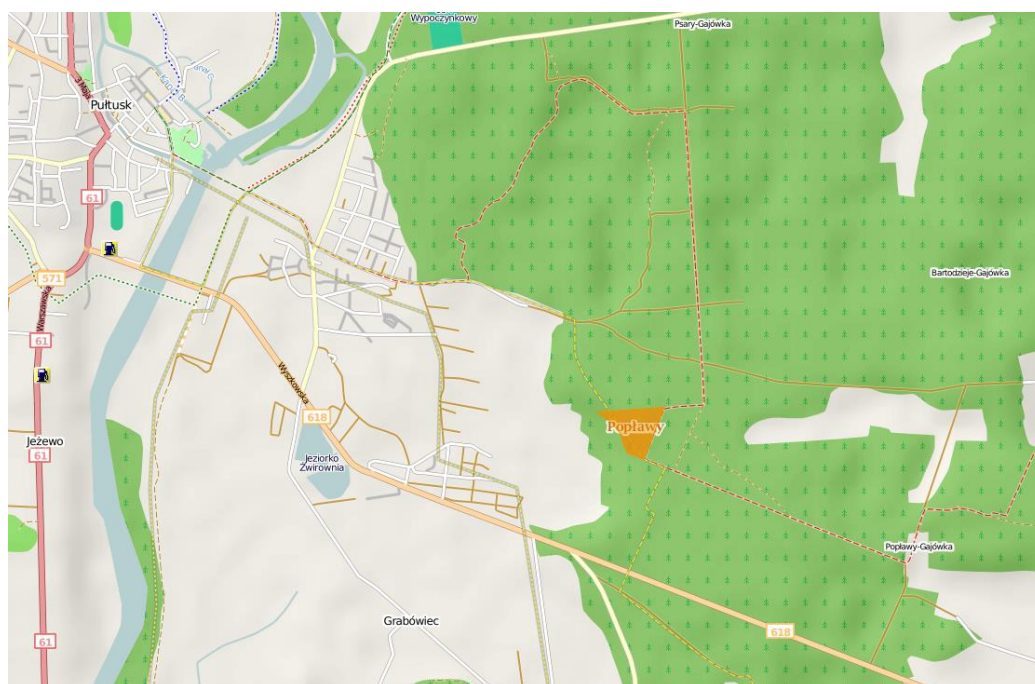 Wypoczynkowy
Psary-Gajówka
3 Maja
Pułtusk
61
Bartodzieje-Gajówka
571
Warszawska
61
Wyszkowska
618
Popławy
Jeżewo
61
Jeziorko
Żwirownia
Popławy-Gajówka
Grabówiec
618
61